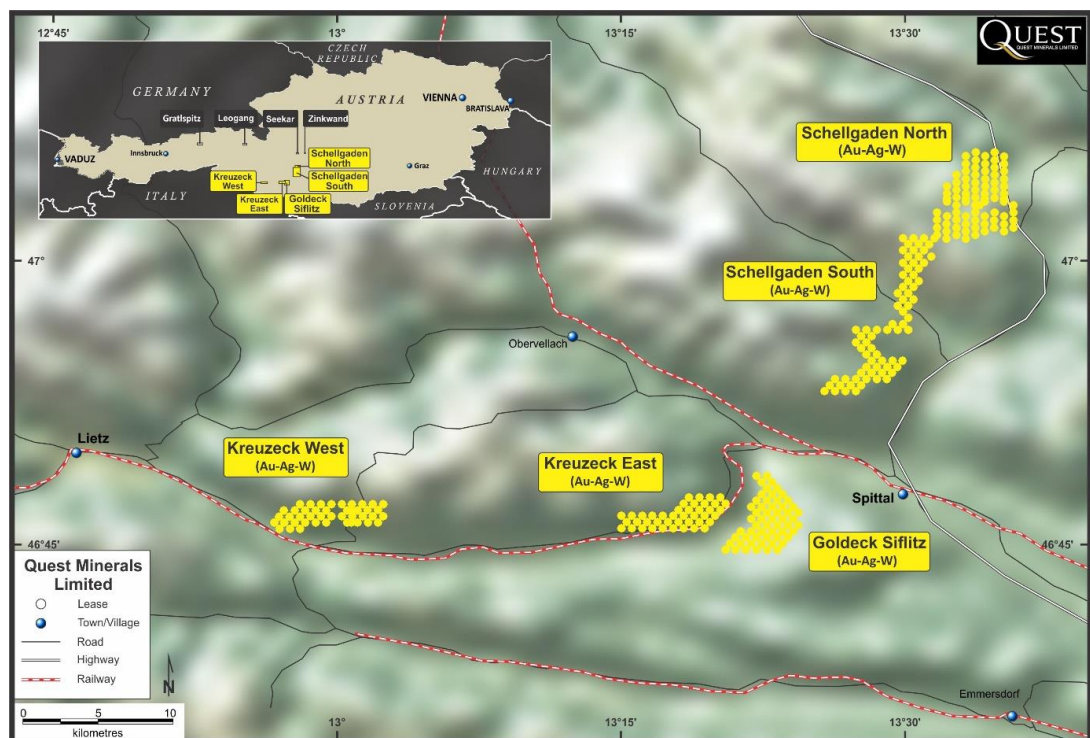 12°45'
13°
13°15'
13°30'
QUEST
QUEST MINERALS LIMITED
CZECH
REPUBLIC
GERMANY
AUSTRIA
VIENNA
BRATISLAVA
Gratlspitz
Leogang
Seekar
Zinkwand
VADUZ
Innsbruck
Schellgaden
North
Graz
HUNGARY
Kreuzeck
West
Schellgaden
South
ITALY
Kreuzeck
East
Goldeck
Siflitz
SLOVENIA
Schellgaden North
(Au-Ag-W)
47°
47°
Schellgaden South
(Au-Ag-W)
Obervellach
Lietz
Kreuzeck West
(Au-Ag-W)
Kreuzeck East
(Au-Ag-W)
Spittal
Goldeck Siflitz
(Au-Ag-W)
46°45'
46°45'
Quest Minerals
Limited
Lease
Town/Village
Road
Highway
Railway
N
Emmersdorf
0 5 10
kilometres
13°
13°15'
13°30'